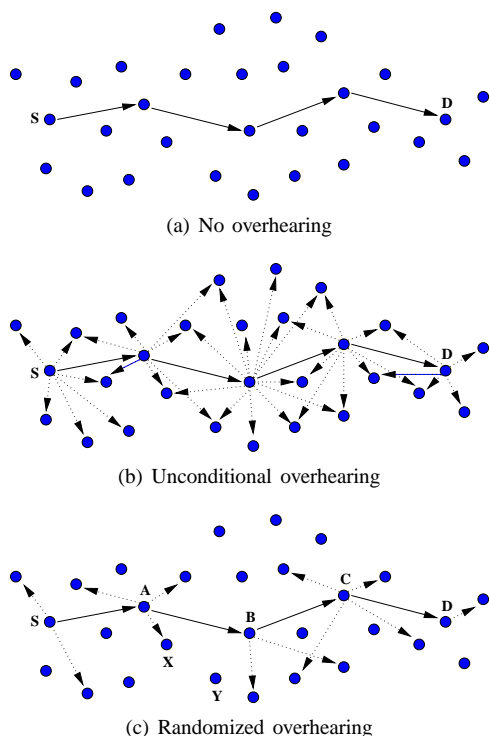 S
D
(a) No overhearing
S
D
(b) Unconditional overhearing
A
C
S
D
B
X
Y
(c) Randomized overhearing